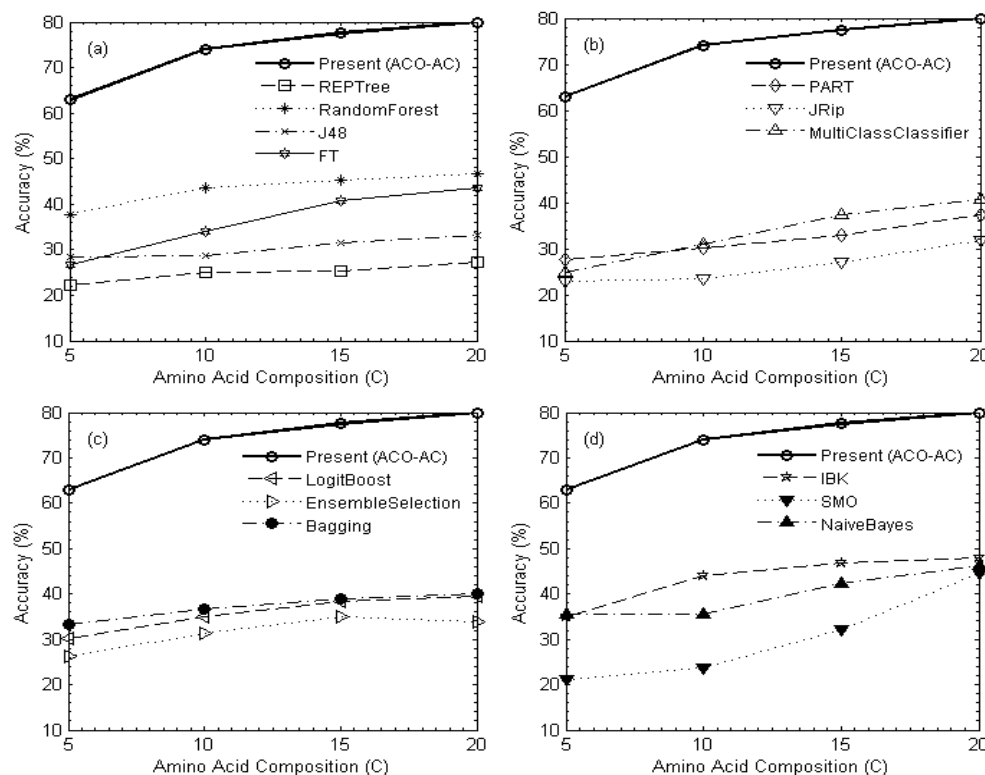 (a)
Present (ACO-AC)
REPTree
RandomForest
J48
FT
80
70
60
50
40
30
20
10
Accuracy (%)
5 10 15 20
Amino Acid Composition (C)
(b)
Present (ACO-AC)
PART
JRip
MultiClassClassifier
80
70
60
50
40
30
20
10
Accuracy (%)
5 10 15 20
Amino Acid Composition (C)
(c)
Present (ACO-AC)
LogitBoost
EnsembleSelection
Bagging
80
70
60
50
40
30
20
10
Accuracy (%)
5 10 15 20
Amino Acid Composition (C)
(d)
Present (ACO-AC)
IBK
SMO
NaiveBayes
80
70
60
50
40
30
20
10
Accuracy (%)
5 10 15 20
Amino Acid Composition (C)